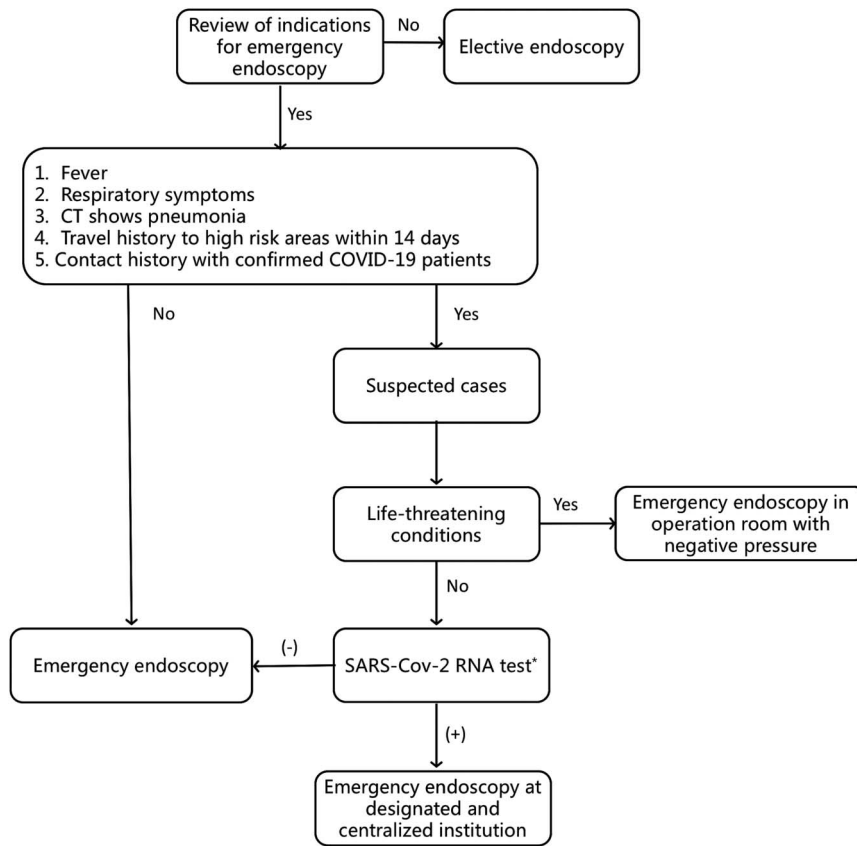 Review of indications
for emergency
endoscopy
No
Elective endoscopy
Yes
1. Fever
2. Respiratory symptoms
3. CT shows pneumonia
4. Travel history to high risk areas within 14 days
5. Contact history with confirmed COVID-19 patients
No
Yes
Suspected cases
Life-threatening
conditions
Yes
Emergency endoscopy in
operation room with
negative pressure
No
Emergency endoscopy
(-)
SARS-Cov-2 RNA test*
(+)
Emergency endoscopy at
designated and
centralized institution